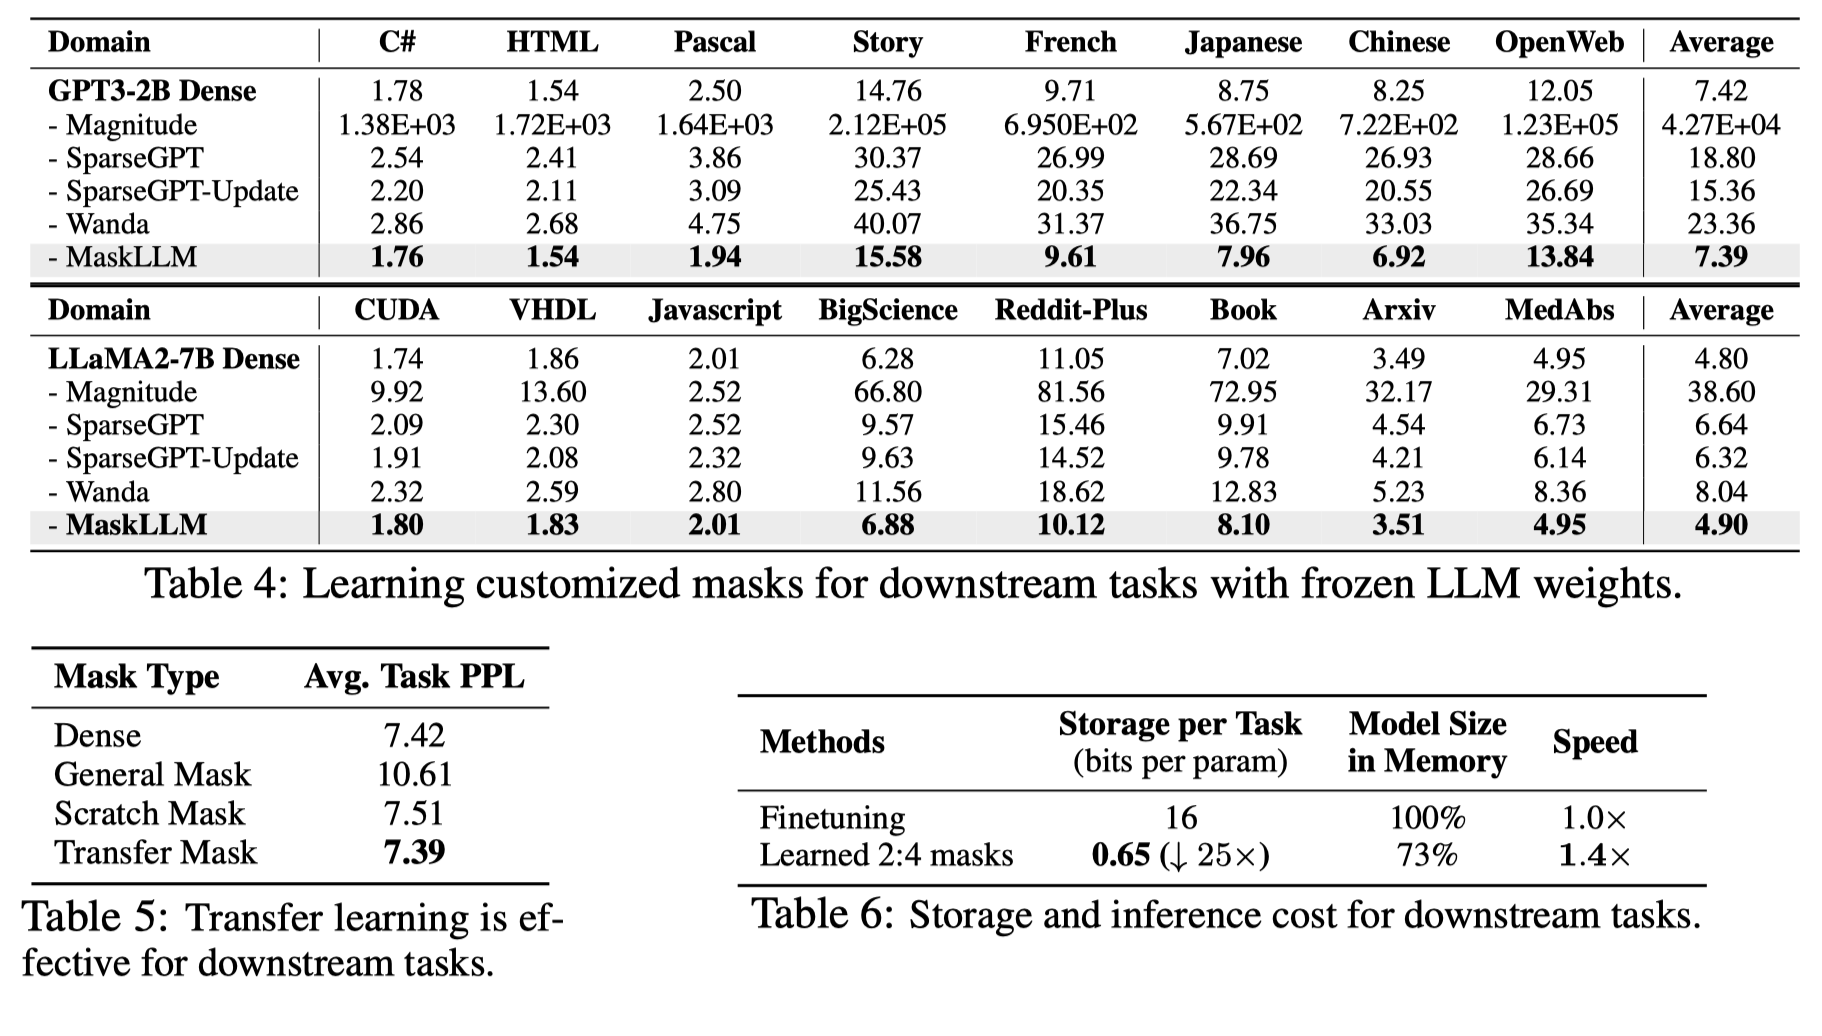 Domain C# HTML Pascal Story French Japanese Chinese OpenWeb Average
GPT3-2B Dense 1.78 1.54 2.50 14.76 9.71 8.75 8.25 12.05 7.42
- Magnitude 1.38E+03 1.72E+03 1.64E+03 2.12E+05 6.950E+02 5.67E+02 7.22E+02 1.23E+05 4.27E+04
- SparseGPT 2.54 2.41 3.86 30.37 26.99 28.69 26.93 28.66 18.80
- SparseGPT-Update 2.20 2.11 3.09 25.43 20.35 22.34 20.55 26.69 15.36
- Wanda 2.86 2.68 4.75 40.07 31.37 36.75 33.03 35.34 23.36
- MaskLLM 1.76 1.54 1.94 15.58 9.61 7.96 6.92 13.84 7.39
Domain CUDA VHDL Javascript BigScience Reddit-Plus Book Arxiv MedAbs Average
LLaMA2-7B Dense 1.74 1.86 2.01 6.28 11.05 7.02 3.49 4.95 4.80
- Magnitude 9.92 13.60 2.52 66.80 81.56 72.95 32.17 29.31 38.60
- SparseGPT 2.09 2.30 2.52 9.57 15.46 9.91 4.54 6.73 6.64
- SparseGPT-Update 1.91 2.08 2.32 9.63 14.52 9.78 4.21 6.14 6.32
- Wanda 2.32 2.59 2.80 11.56 18.62 12.83 5.23 8.36 8.04
- MaskLLM 1.80 1.83 2.01 6.88 10.12 8.10 3.51 4.95 4.90
Table 4: Learning customized masks for downstream tasks with frozen LLM weights.
Mask Type Avg. Task PPL
Dense 7.42
General Mask 10.61
Scratch Mask 7.51
Transfer Mask 7.39
Table 5: Transfer learning is ef-
fective for downstream tasks.
Methods Storage per Task (bits per param) Model Size in Memory Speed
Finetuning 16 100% 1.0×
Learned 2:4 masks 0.65 (↓ 25×) 73% 1.4×
Table 6: Storage and inference cost for downstream tasks.